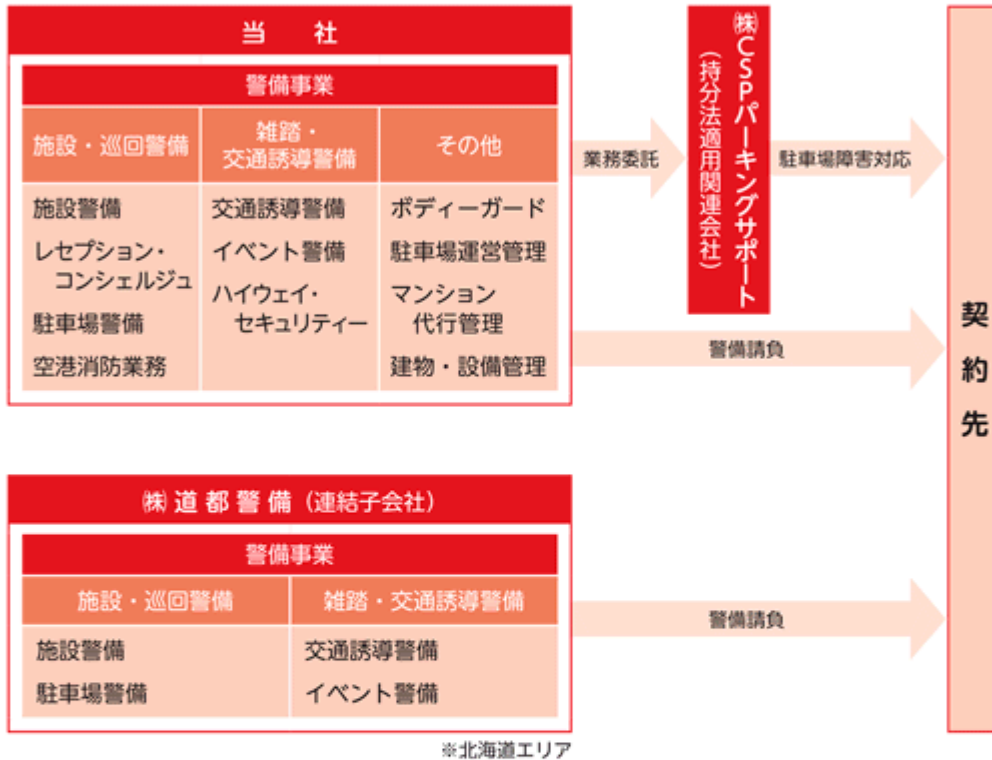 当　社
警備事業
施設・巡回警備
雑踏・
交通誘導警備
その他
施設警備
レセプション・
コンシェルジュ
駐車場警備
空港消防業務
交通誘導警備
イベント警備
ハイウェイ・
セキュリティー
ボディーガード
駐車場運営管理
マンション
代行管理
建物・設備管理
業務委託
㈱CSPパーキングサポート
（持分法適用関連会社）
駐車場障害対応
警備請負
契約先
㈱道都警備（連結子会社）
警備事業
施設・巡回警備
雑踏・交通誘導警備
施設警備
駐車場警備
交通誘導警備
イベント警備
警備請負
※北海道エリア